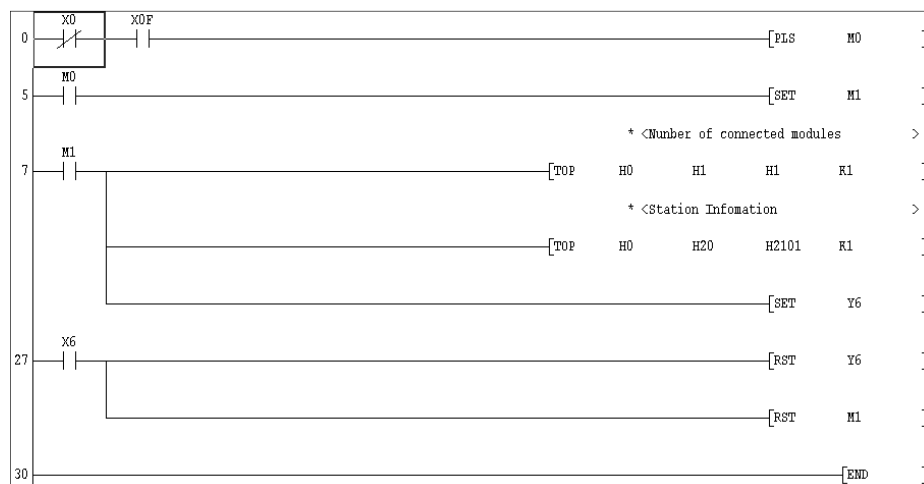 X0 X0F
0 [PLS M0 ]
M0
5 [SET M1 ]
* <Nunber of connected modules >
M1
7 [TOP H0 H1 H1 K1 ]
* <Station Infomation >
[TOP H0 H20 H2101 K1 ]
[SET Y6 ]
X6
27 [RST Y6 ]
[RST M1 ]
30 [END ]